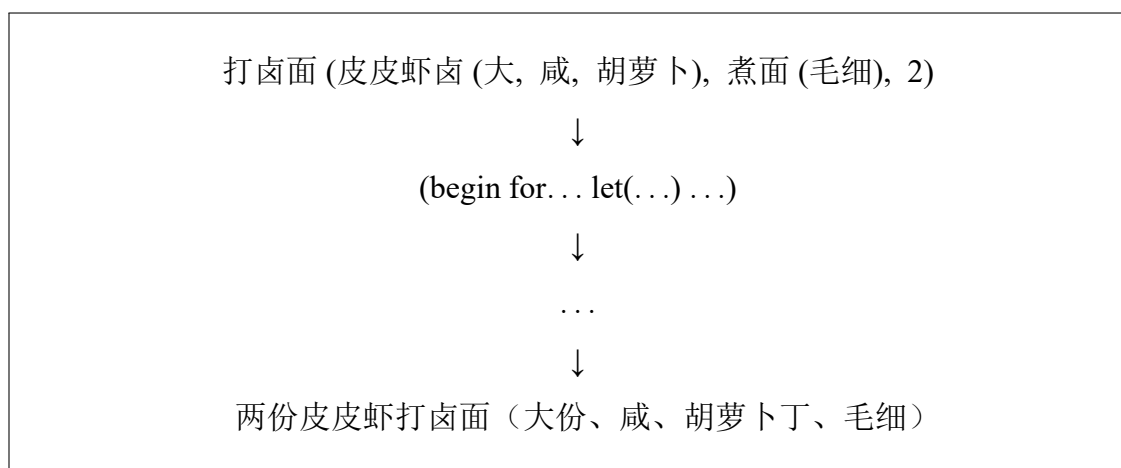 打卤面 (皮皮虾卤 (大, 咸, 胡萝卜), 煮面 (毛细), 2)
↓
(begin for… let(…) …)
↓
…
↓
两份皮皮虾打卤面（大份、咸、胡萝卜丁、毛细）